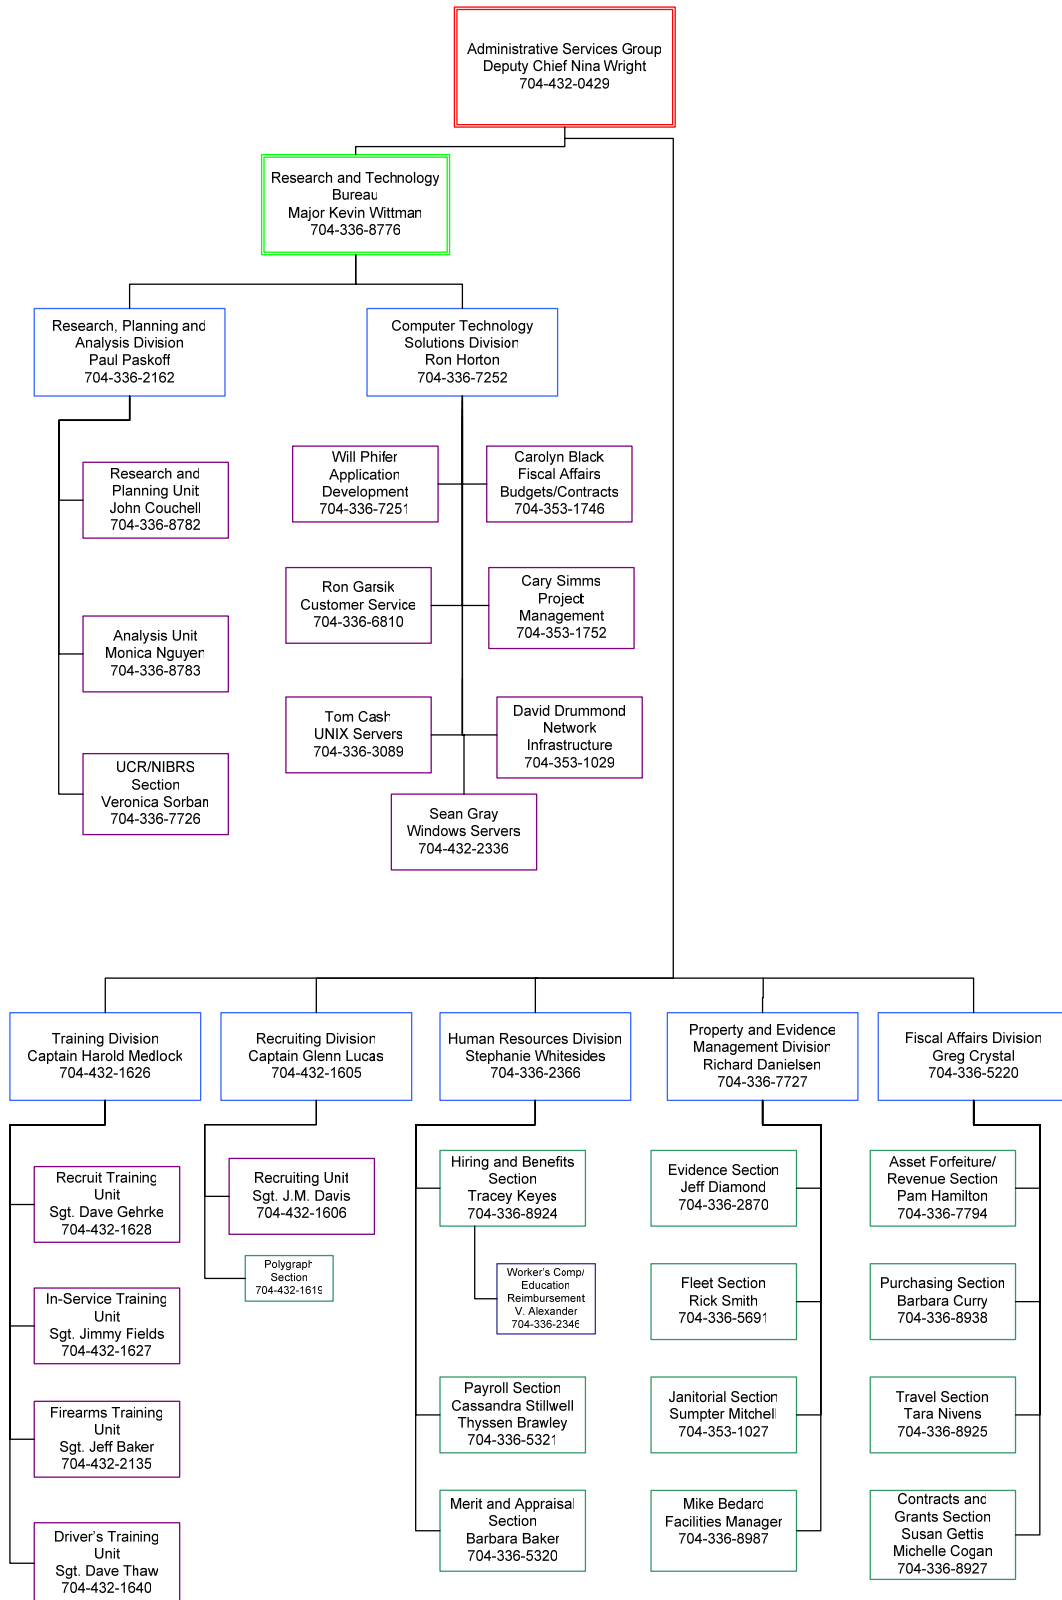 Administrative Services Group
Deputy Chief Nina Wright
704-432-0429
Research and Technology
Bureau
Major Kevin Wittman
704-336-8776
Research, Planning and
Analysis Division
Paul Paskoff
704-336-2162
Computer Technology
Solutions Division
Ron Horton
704-336-7252
Research and
Planning Unit
John Couchell
704-336-8782
Analysis Unit
Monica Nguyen
704-336-8783
UCR/NIBRS
Section
Veronica Sorban
704-336-7726
Will Phifer
Application
Development
704-336-7251
Carolyn Black
Fiscal Affairs
Budgets/Contracts
704-353-1746
Ron Garsik
Customer Service
704-336-6810
Cary Simms
Project
Management
704-353-1752
Tom Cash
UNIX Servers
704-336-3089
David Drummond
Network
Infrastructure
704-353-1029
Sean Gray
Windows Servers
704-432-2336
Training Division
Captain Harold Medlock
704-432-1626
Recruiting Division
Captain Glenn Lucas
704-432-1605
Human Resources Division
Stephanie Whitesides
704-336-2366
Property and Evidence
Management Division
Richard Danielsen
704-336-7727
Fiscal Affairs Division
Greg Crystal
704-336-5220
Recruit Training
Unit
Sgt. Dave Gehrke
704-432-1628
In-Service Training
Unit
Sgt. Jimmy Fields
704-432-1627
Firearms Training
Unit
Sgt. Jeff Baker
704-432-2135
Driver's Training
Unit
Sgt. Dave Thaw
704-432-1640
Recruiting Unit
Sgt. J.M. Davis
704-432-1606
Polygraph
Section
704-432-1619
Hiring and Benefits
Section
Tracey Keyes
704-336-8924
Worker's Comp/
Education
Reimbursement
V. Alexander
704-336-2346
Payroll Section
Cassandra Stillwell
Thyssen Brawley
704-336-5321
Merit and Appraisal
Section
Barbara Baker
704-336-5320
Evidence Section
Jeff Diamond
704-336-2870
Fleet Section
Rick Smith
704-336-5691
Janitorial Section
Sumpter Mitchell
704-353-1027
Mike Bedard
Facilities Manager
704-336-8987
Asset Forfeiture/
Revenue Section
Pam Hamilton
704-336-7794
Purchasing Section
Barbara Curry
704-336-8938
Travel Section
Tara Nivens
704-336-8925
Contracts and
Grants Section
Susan Gettis
Michelle Cogan
704-336-8927